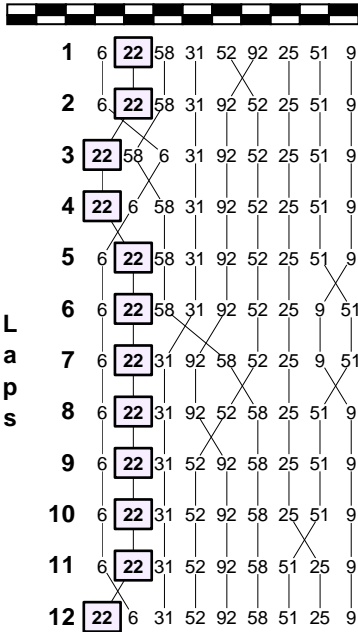 1 6 22 58 31 52 92 25 51 9
2 6 22 58 31 92 52 25 51 9
3 22 58 6 31 92 52 25 51 9
4 22 6 58 31 92 52 25 51 9
5 6 22 58 31 92 52 25 51 9
6 6 22 58 31 92 52 25 9 51
7 6 22 31 92 58 52 25 9 51
8 6 22 31 92 52 58 25 51 9
9 6 22 31 52 92 58 25 51 9
10 6 22 31 52 92 58 25 51 9
11 6 22 31 52 92 58 51 25 9
12 22 6 31 52 92 58 51 25 9
Laps